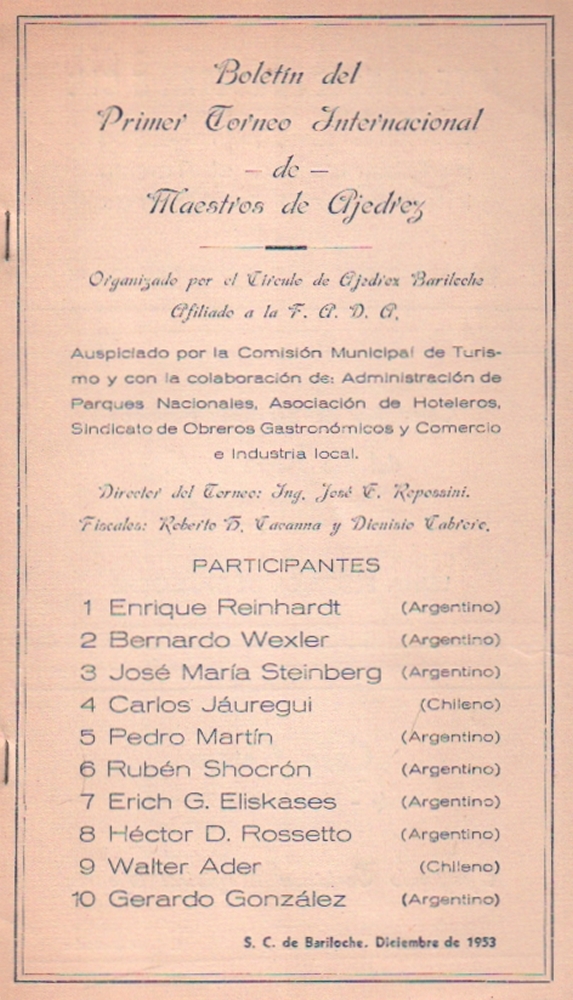 Boletín del
Primer Torneo Internacional
— de —
Maestros de Ajedrez
Organizado por el Círculo de Ajedrez Bariloche
Afiliado a la F. A. D. A.
Auspiciado por la Comisión Municipal de Turis-
mo y con la colaboración de: Administración de
Parques Nacionales, Asociación de Hoteleros,
Sindicato de Obreros Gastronómicos y Comercio
e Industria local.
Director del Torneo: Ing. José E. Repossini.
Fiscales: Roberto H. Cavanna y Dionisio Cabrero.
PARTICIPANTES
1 Enrique Reinhardt (Argentino)
2 Bernardo Wexler (Argentino)
3 José María Steinberg (Argentino)
4 Carlos Jáuregui (Chileno)
5 Pedro Martín (Argentino)
6 Rubén Shocrón (Argentino)
7 Erich G. Eliskases (Argentino)
8 Héctor D. Rossetto (Argentino)
9 Walter Ader (Chileno)
10 Gerardo González (Argentino)
S. C. de Bariloche. Diciembre de 1953